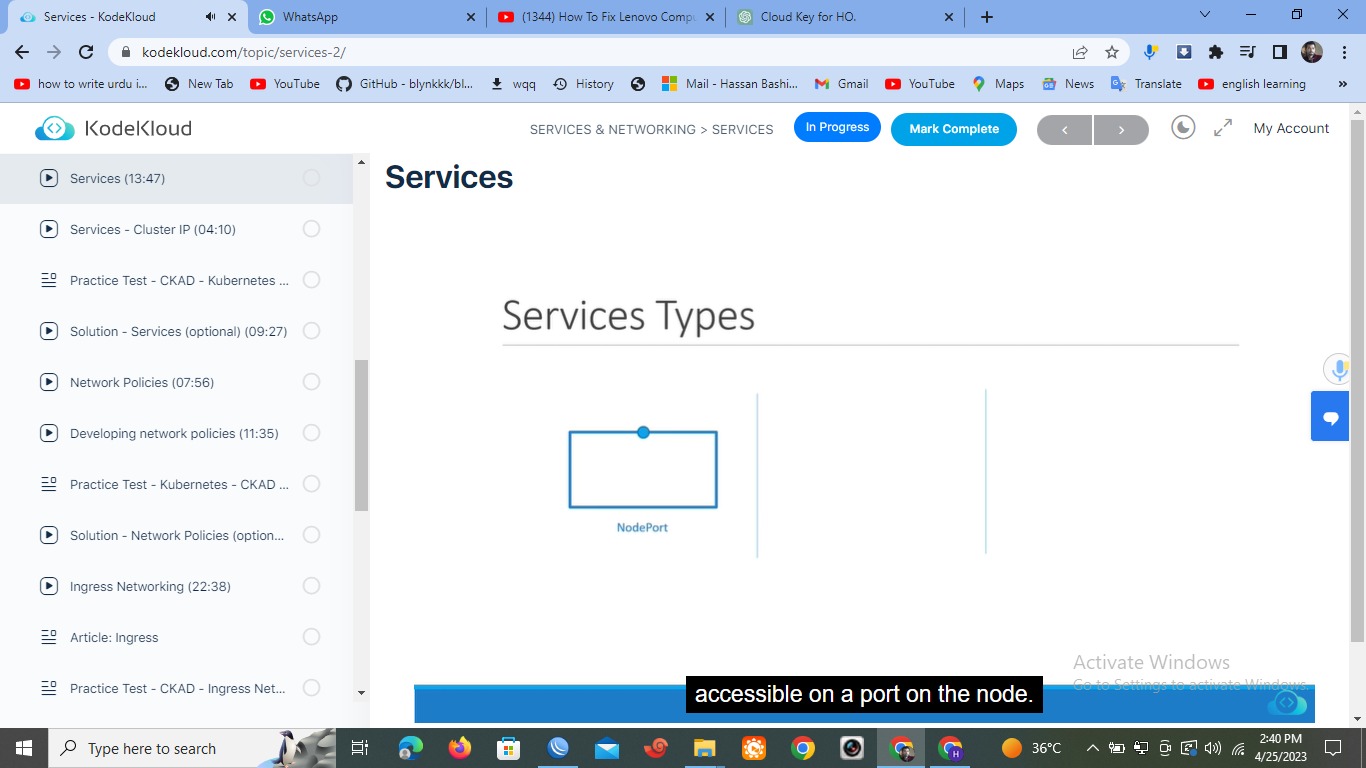 Services - KodeKloud
WhatsApp
(1344) How To Fix Lenovo Compu
Cloud Key for HO.
kodekloud.com/topic/services-2/
how to write urdu i...
New Tab
YouTube
GitHub - blynkkk/bl...
wqq
History
Mail - Hassan Bashi...
Gmail
YouTube
Maps
News
Translate
english learning
»
KodeKloud
SERVICES & NETWORKING > SERVICES
In Progress
Mark Complete
My Account
Services (13:47)
Services - Cluster IP (04:10)
Practice Test - CKAD - Kubernetes ...
Solution - Services (optional) (09:27)
Network Policies (07:56)
Developing network policies (11:35)
Practice Test - Kubernetes - CKAD ...
Solution - Network Policies (option...
Ingress Networking (22:38)
Article: Ingress
Practice Test - CKAD - Ingress Net...
Services
Services Types
NodePort
accessible on a port on the node.
Activate Windows
Go to Settings to activate Windows.
Type here to search
36°C
2:40 PM
4/25/2023